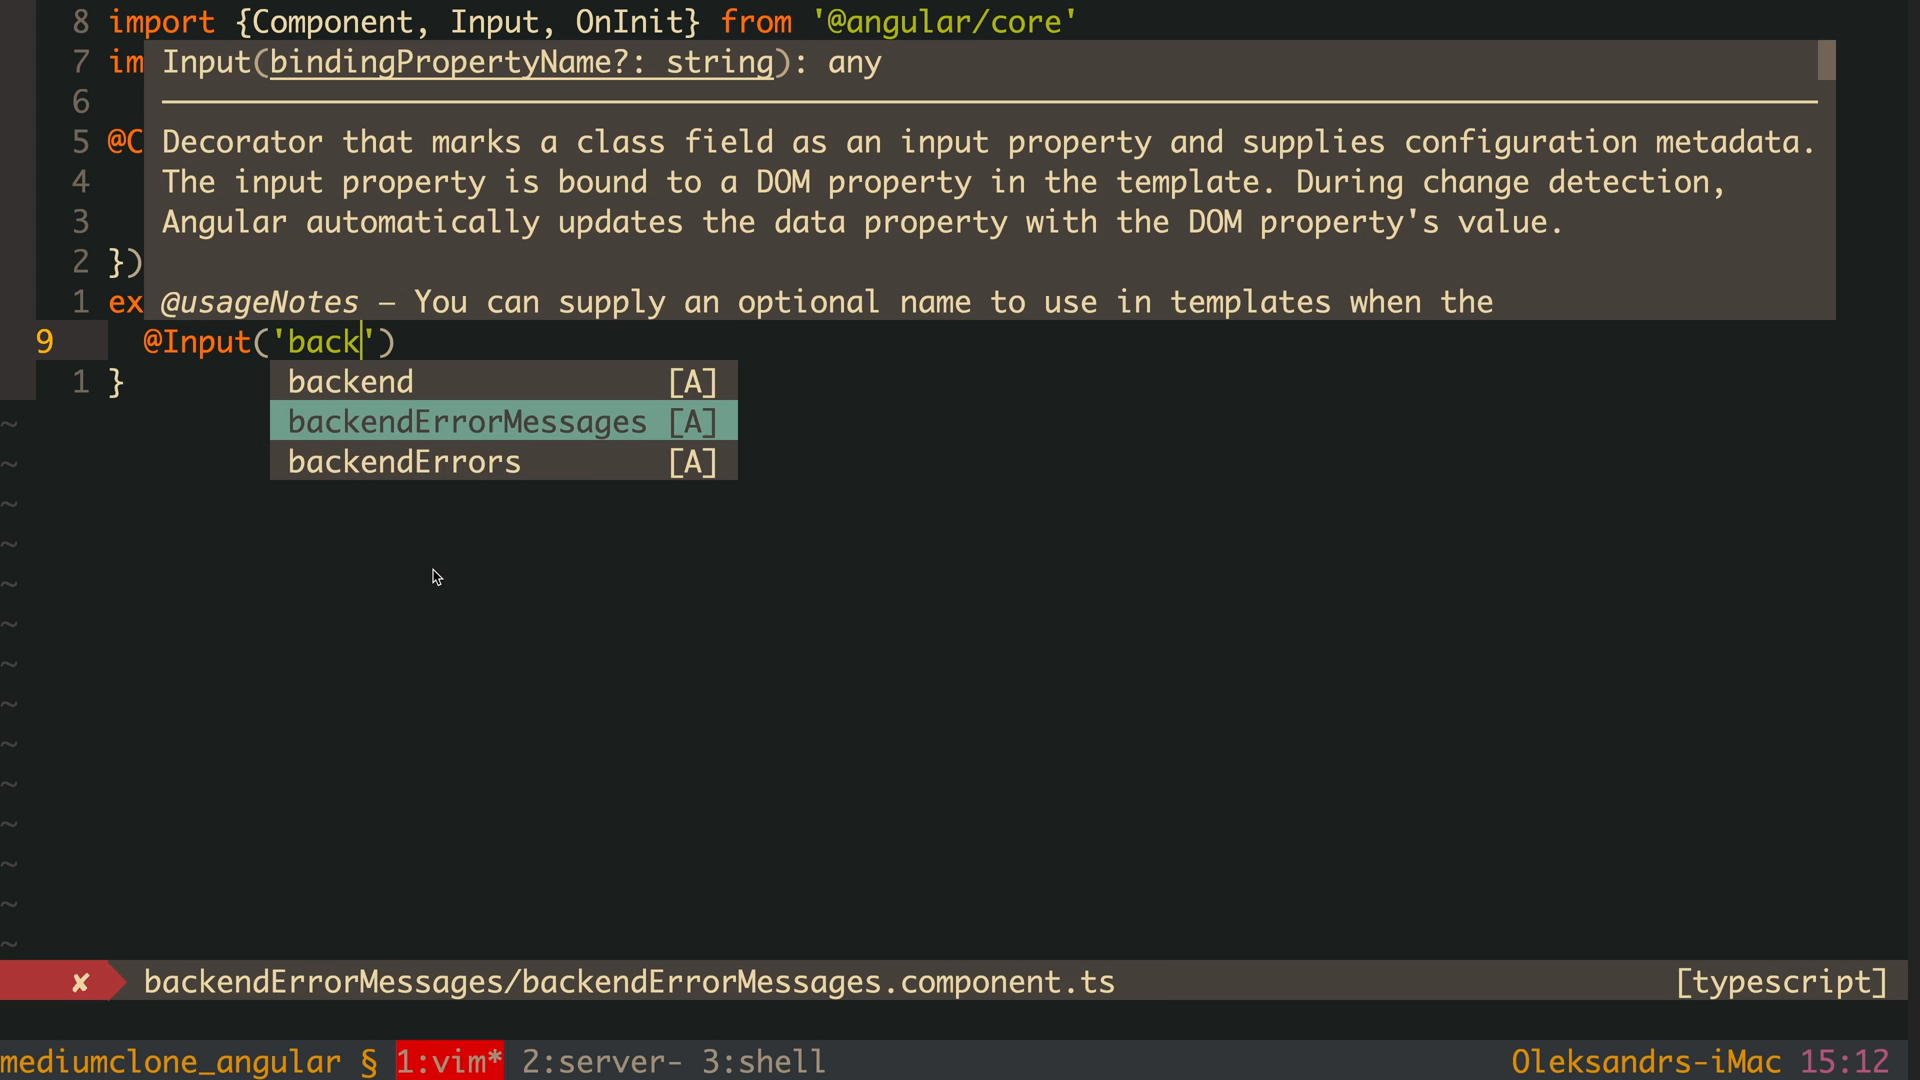 8 import {Component, Input, OnInit} from '@angular/core'
7 im Input(bindingPropertyName?: string): any
6
5 @C Decorator that marks a class field as an input property and supplies configuration metadata.
4 The input property is bound to a DOM property in the template. During change detection,
3 Angular automatically updates the data property with the DOM property's value.
2 })
1 ex @usageNotes — You can supply an optional name to use in templates when the
9 @Input('back')
backend [A]
1 }
backendErrorMessages [A]
~
backendErrors [A]
~
~
~
~
~
~
~
~
~
~
~
~
~
✘ backendErrorMessages/backendErrorMessages.component.ts [typescript]
mediumclone_angular § 1:vim* 2:server- 3:shell Oleksandrs-iMac 15:12